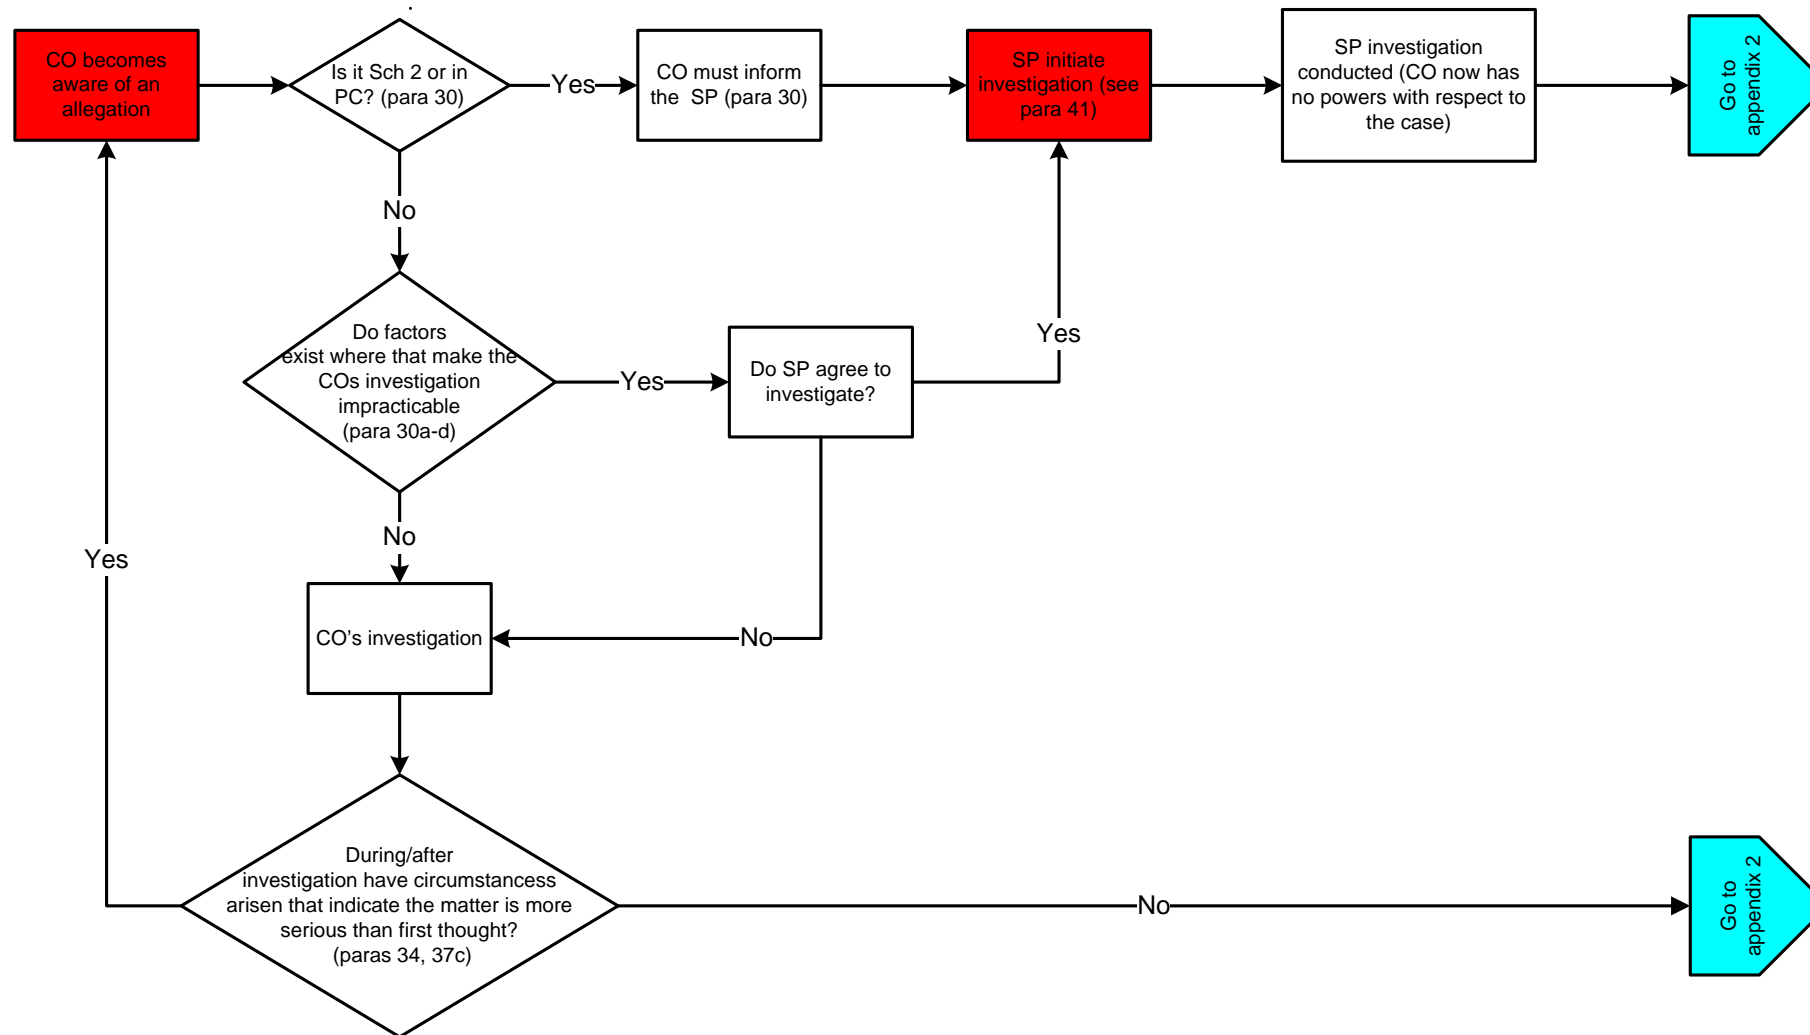 CO becomes
aware of an
allegation
Is it Sch 2 or in
PC? (para 30)
Yes
CO must inform
the SP (para 30)
SP initiate
investigation (see
para 41)
SP investigation
conducted (CO now has
no powers with respect to
the case)
Go to
appendix 2
No
Do factors
exist where that make the
COs investigation
impracticable
(para 30a-d)
Yes
Do SP agree to
investigate?
Yes
No
CO’s investigation
No
Yes
During/after
investigation have circumstancess
arisen that indicate the matter is more
serious than first thought?
(paras 34, 37c)
No
Go to
appendix 2